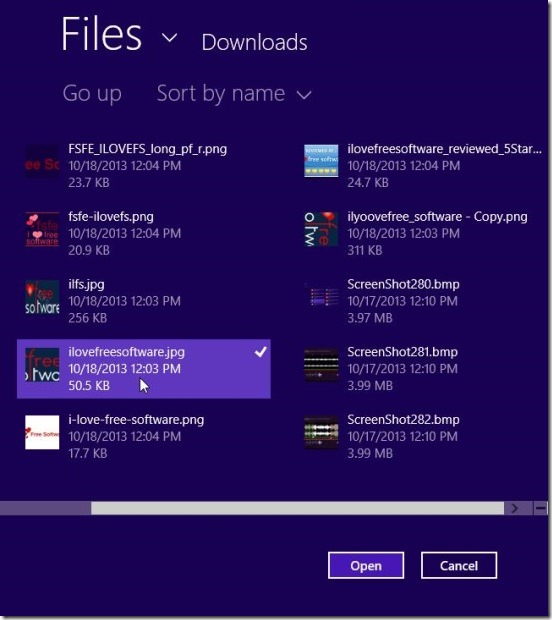 Files
Downloads
Go up
Sort by name
FSFE_ILOVEFS_long_pf_r.png
10/18/2013 12:04 PM
23.7 KB
fsfe-ilovefs.png
10/18/2013 12:04 PM
20.9 KB
ilfs.jpg
10/18/2013 12:03 PM
256 KB
ilovefreesoftware.jpg
10/18/2013 12:03 PM
50.5 KB
i-love-free-software.png
10/18/2013 12:04 PM
17.7 KB
ilovefreesoftware_reviewed_5Star...
10/18/2013 12:04 PM
24.7 KB
ilyoovefree_software - Copy.png
10/18/2013 12:03 PM
311 KB
ScreenShot280.bmp
10/17/2013 12:10 PM
3.97 MB
ScreenShot281.bmp
10/17/2013 12:10 PM
3.99 MB
ScreenShot282.bmp
10/17/2013 12:10 PM
3.99 MB
Open
Cancel